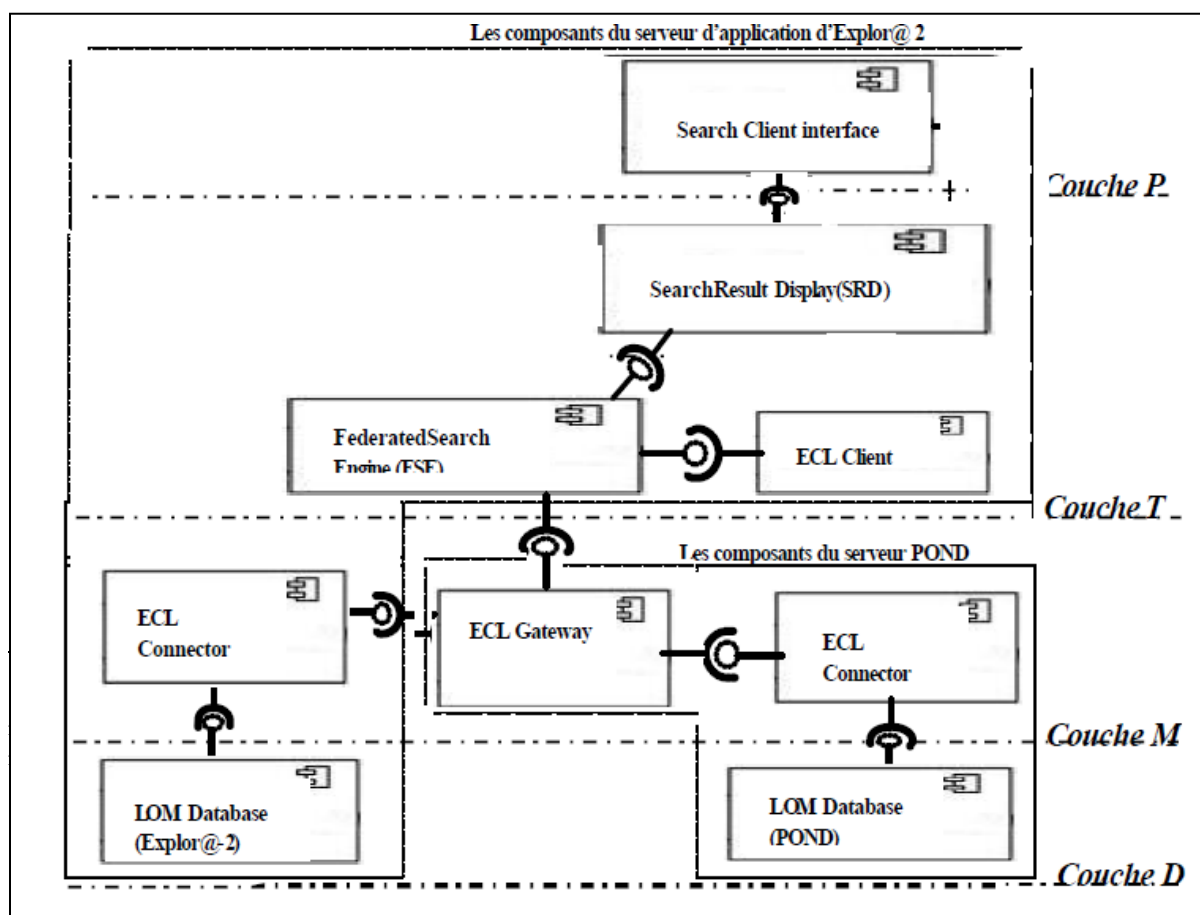 Les composants du serveur d'application d'Explor@ 2
Search Client interface
Couche P
SearchResult Display(SRD)
FederatedSearch
Engine (FSE)
ECL Client
Couche T
Les composants du serveur POND
ECL
Connector
ECL Gateway
ECL
Connector
Couche M
LOM Database
(Explor@-2)
LOM Database
(POND)
Couche D